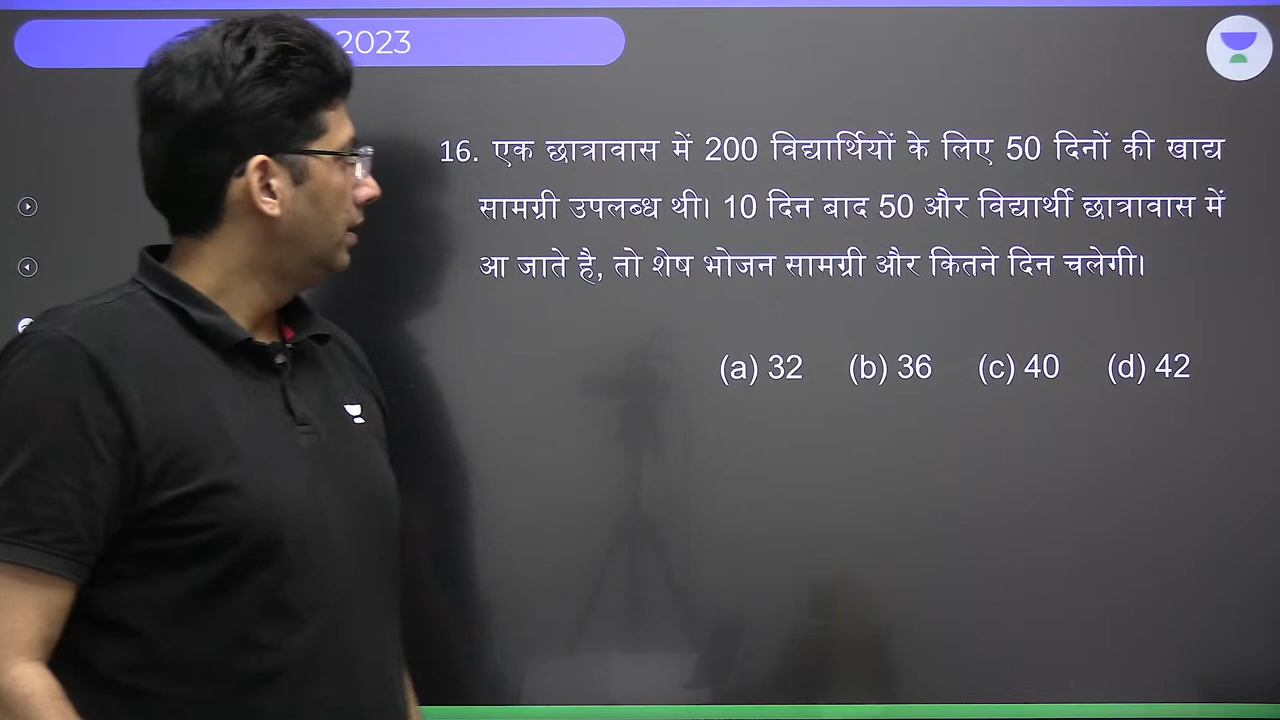 2023
16. एक छात्रावास में 200 विद्यार्थियों के लिए 50 दिनों की खाद्य
सामग्री उपलब्ध थी। 10 दिन बाद 50 और विद्यार्थी छात्रावास में
आ जाते है, तो शेष भोजन सामग्री और कितने दिन चलेगी।
(a) 32 (b) 36 (c) 40 (d) 42